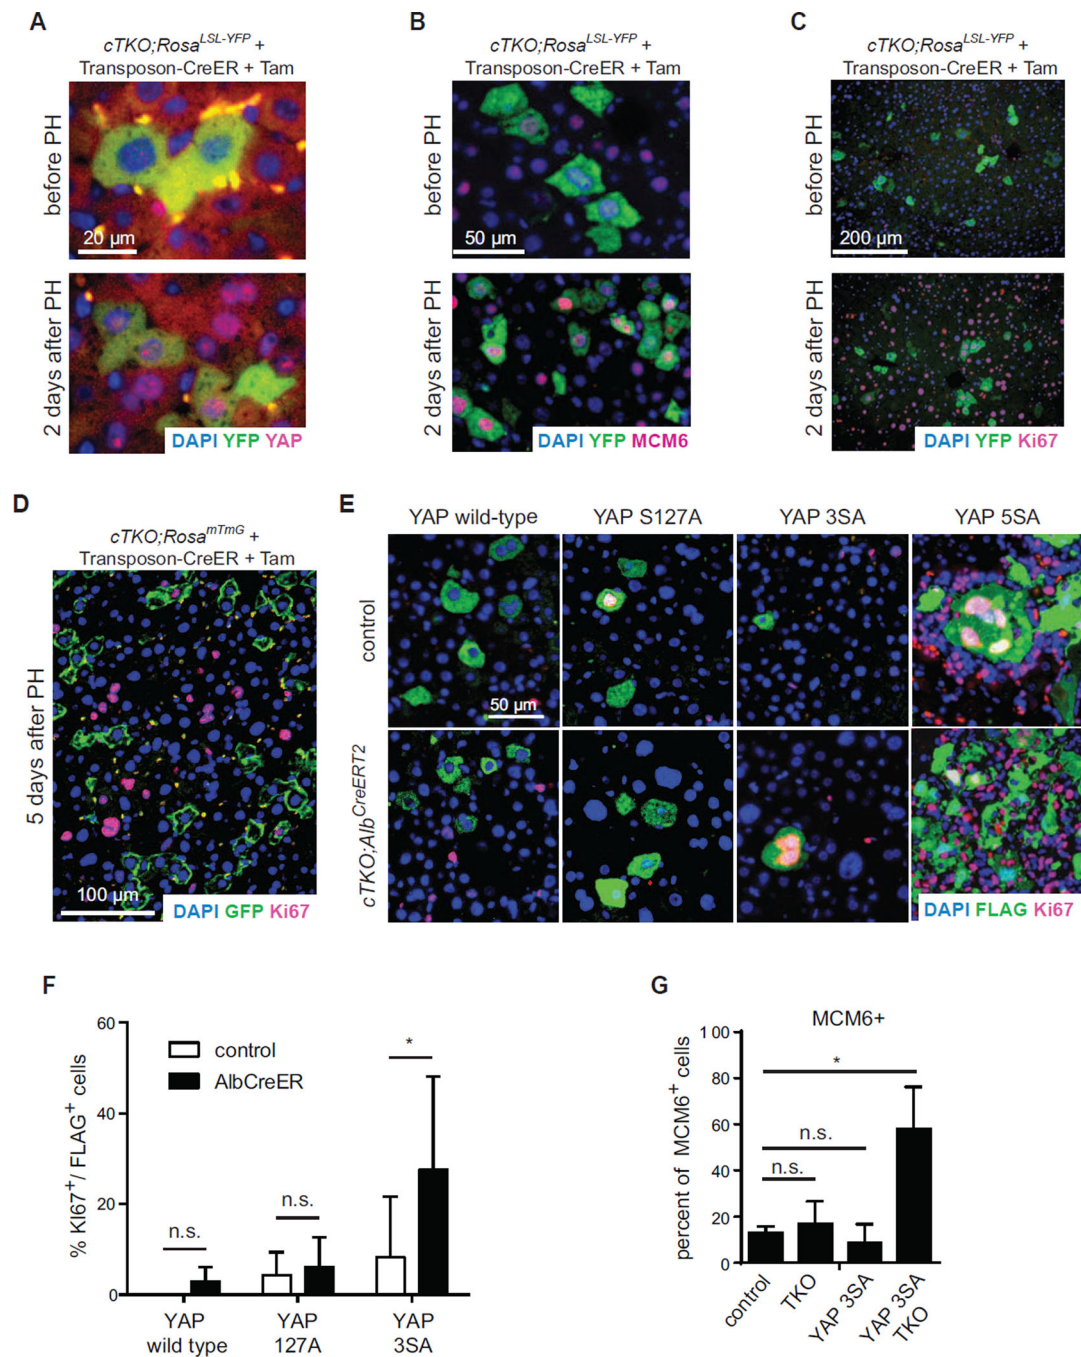 A
cTKO;Rosa^LSL-YFP +
Transposon-CreER + Tam
before PH
20 µm
2 days after PH
DAPI YFP YAP
B
cTKO;Rosa^LSL-YFP +
Transposon-CreER + Tam
before PH
50 µm
2 days after PH
DAPI YFP MCM6
C
cTKO;Rosa^LSL-YFP +
Transposon-CreER + Tam
before PH
200 µm
2 days after PH
DAPI YFP Ki67
D
cTKO;Rosa^mTmG +
Transposon-CreER + Tam
5 days after PH
100 µm
DAPI GFP Ki67
E
YAP wild-type YAP S127A YAP 3SA YAP 5SA
control
50 µm
cTKO;Alb^CreERT2
DAPI FLAG Ki67
F
% KI67+/ FLAG+ cells
60
40
20
0
control
AlbCreER
n.s.
n.s.
*
YAP
wild type
YAP
127A
YAP
3SA
G
MCM6+
percent of MCM6+ cells
100
80
60
40
20
0
*
n.s.
n.s.
control
TKO
YAP 3SA
YAP 3SA
TKO